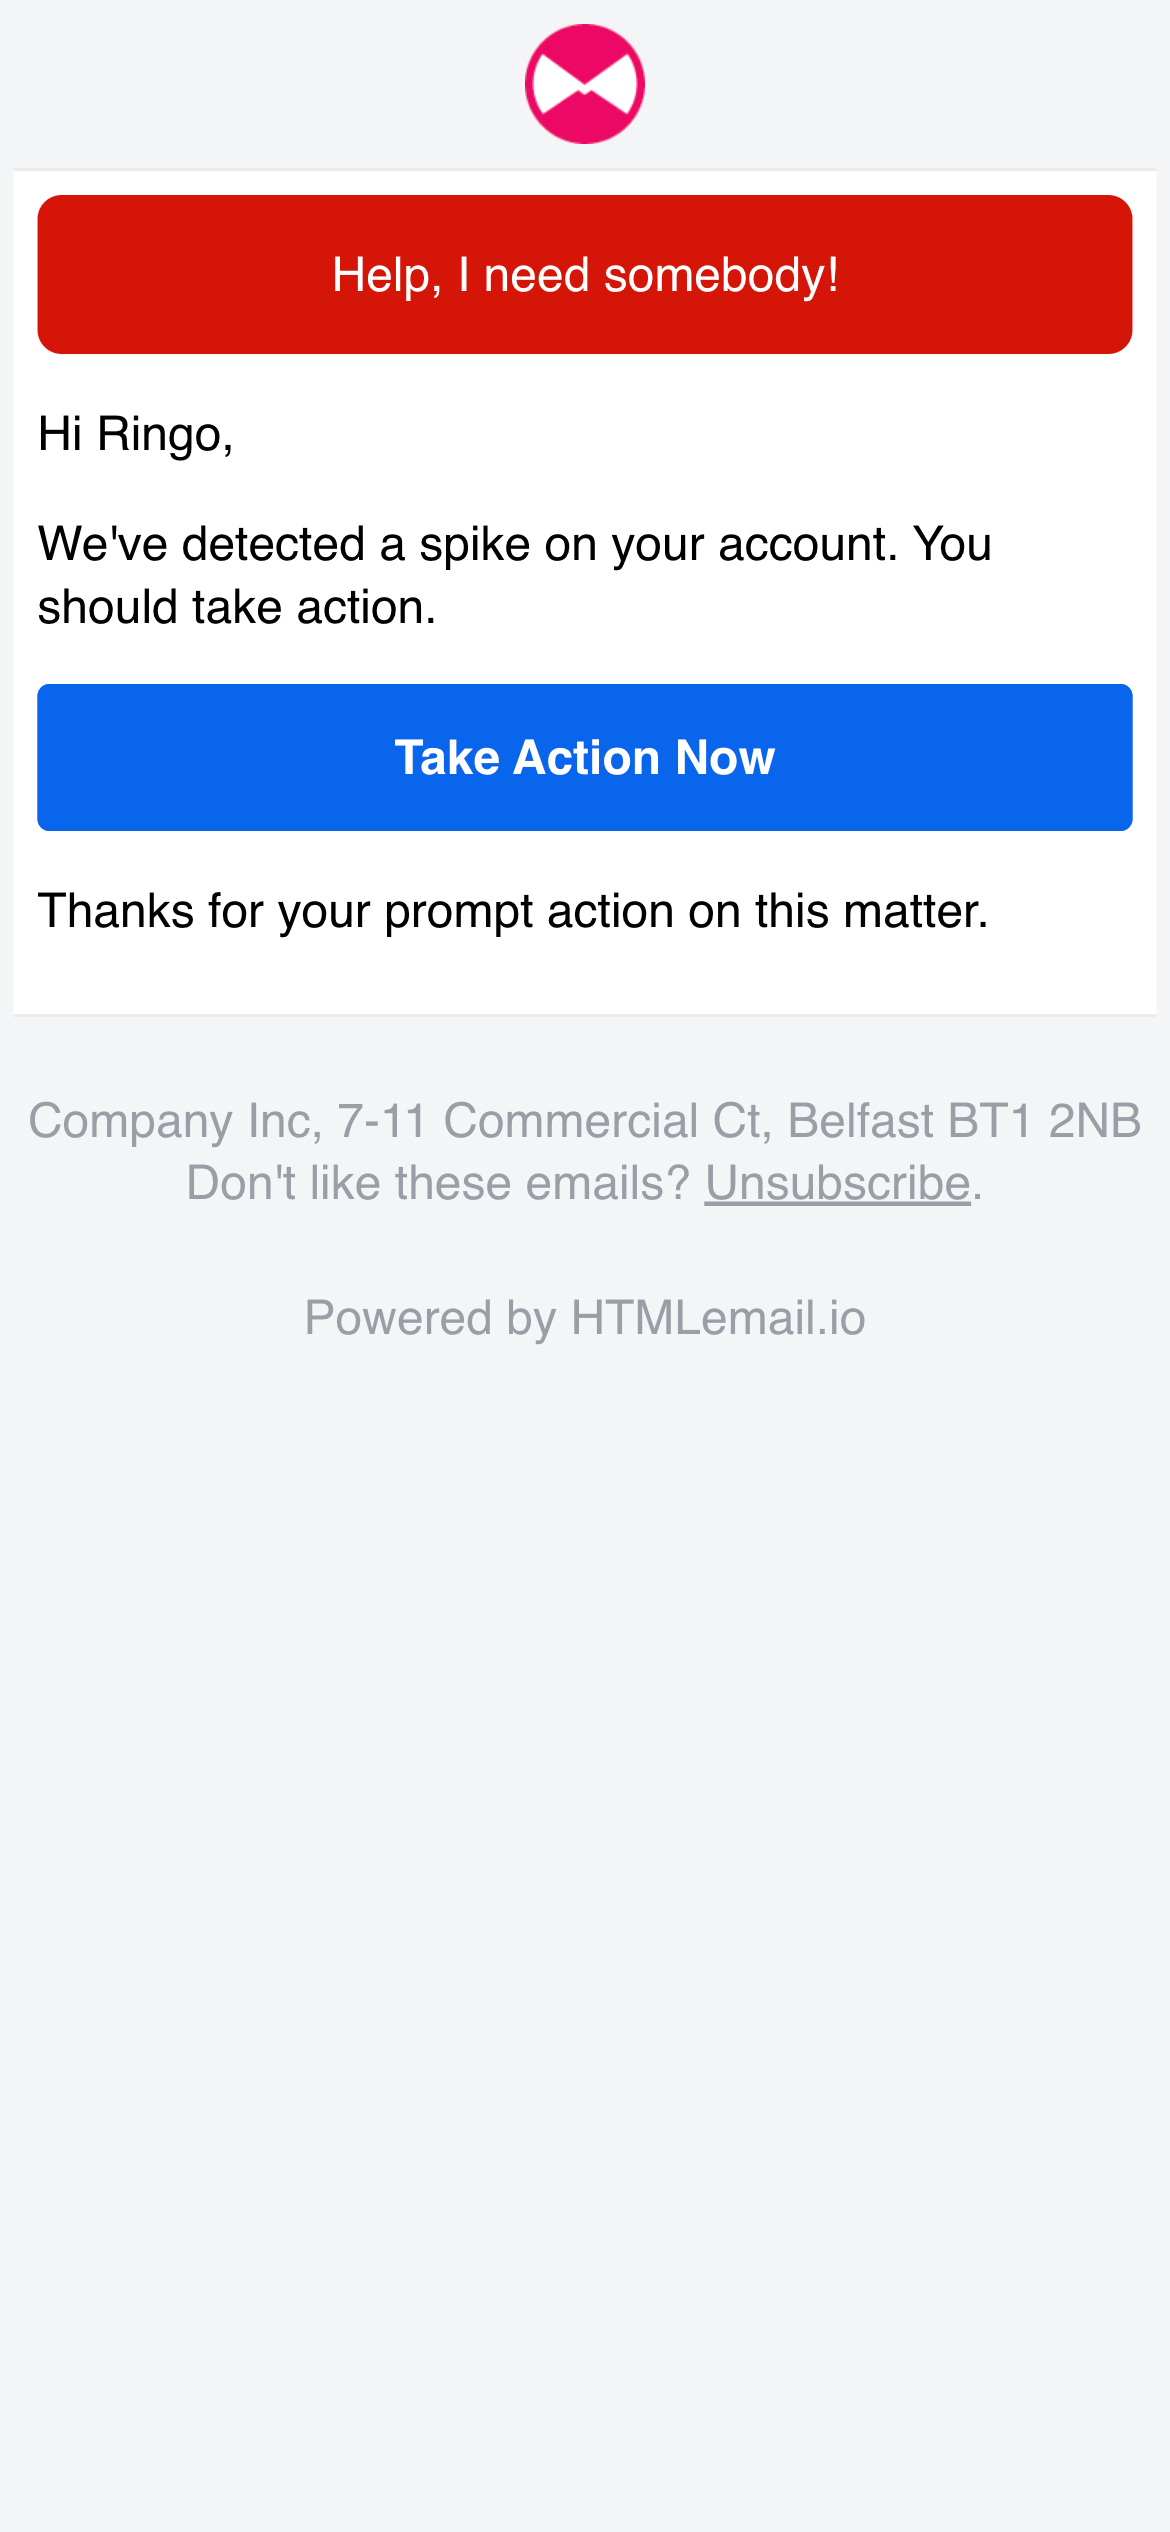 Help, I need somebody!
Hi Ringo,
We've detected a spike on your account. You
should take action.
Take Action Now
Thanks for your prompt action on this matter.
Company Inc, 7-11 Commercial Ct, Belfast BT1 2NB
Don't like these emails? Unsubscribe.
Powered by HTMLemail.io